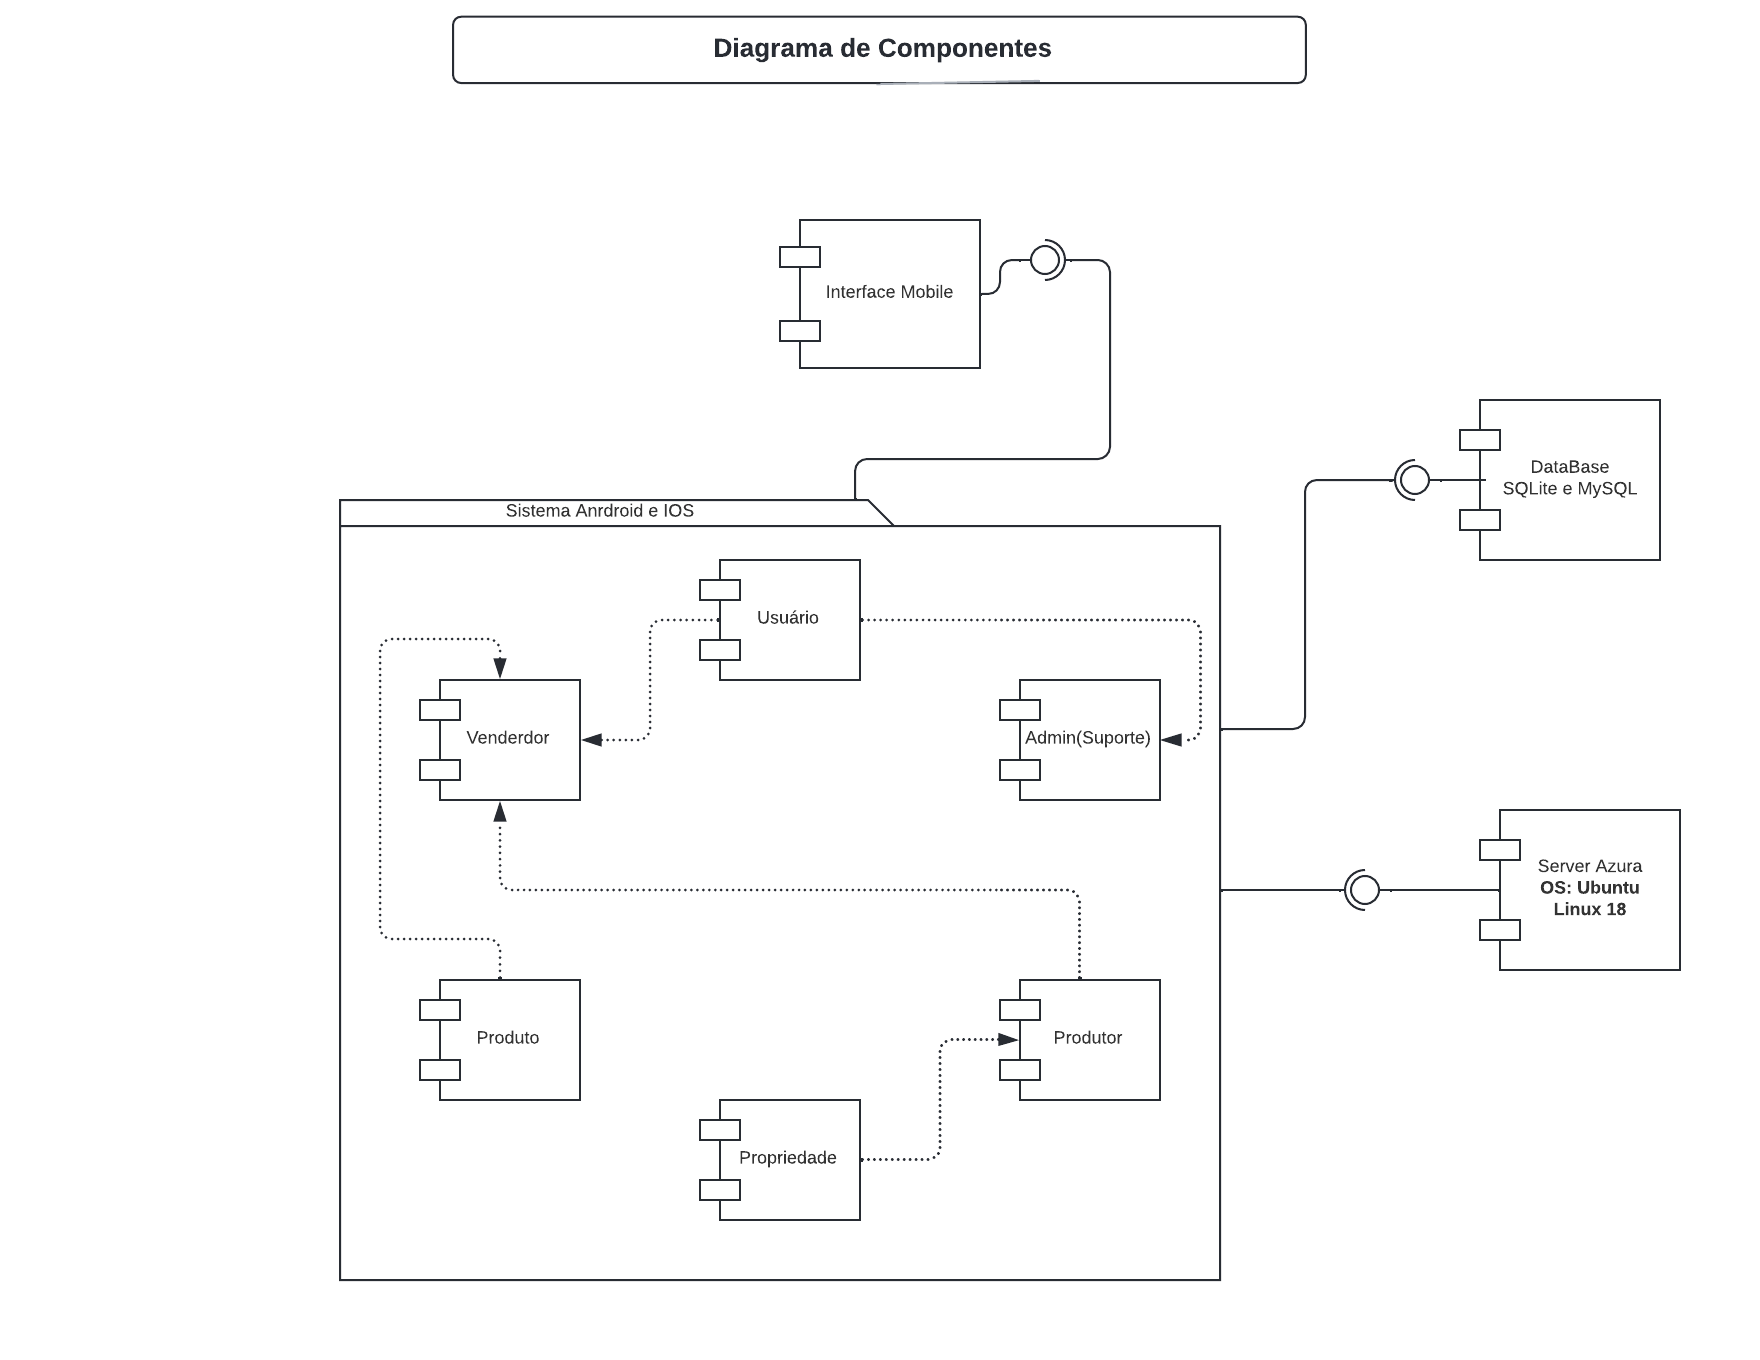 Diagrama de Componentes
Interface Mobile
DataBase
SQLite e MySQL
Sistema Anrdroid e IOS
Usuário
Venderdor
Admin(Suporte)
Server Azura
OS: Ubuntu
Linux 18
Produto
Produtor
Propriedade